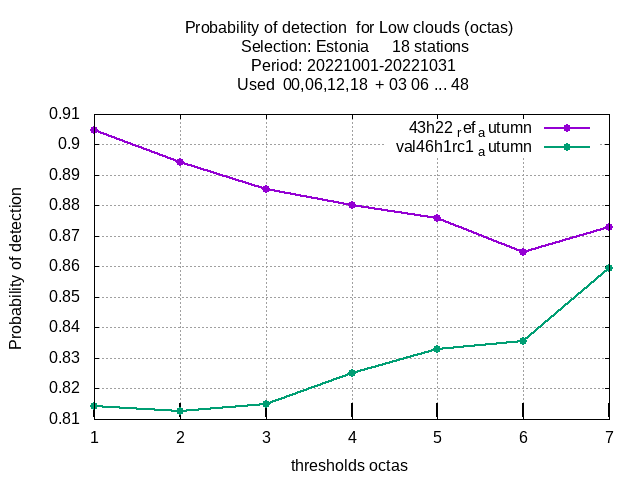 Probability of detection  for Low clouds (octas)
Selection: Estonia     18 stations
Period: 20221001-20221031
Used  00,06,12,18  + 03 06 ... 48
43h22 ref a utumn
val46h1rc1 a utumn
Probability of detection
0.91
0.9
0.89
0.88
0.87
0.86
0.85
0.84
0.83
0.82
0.81
1 2 3 4 5 6 7
thresholds octas